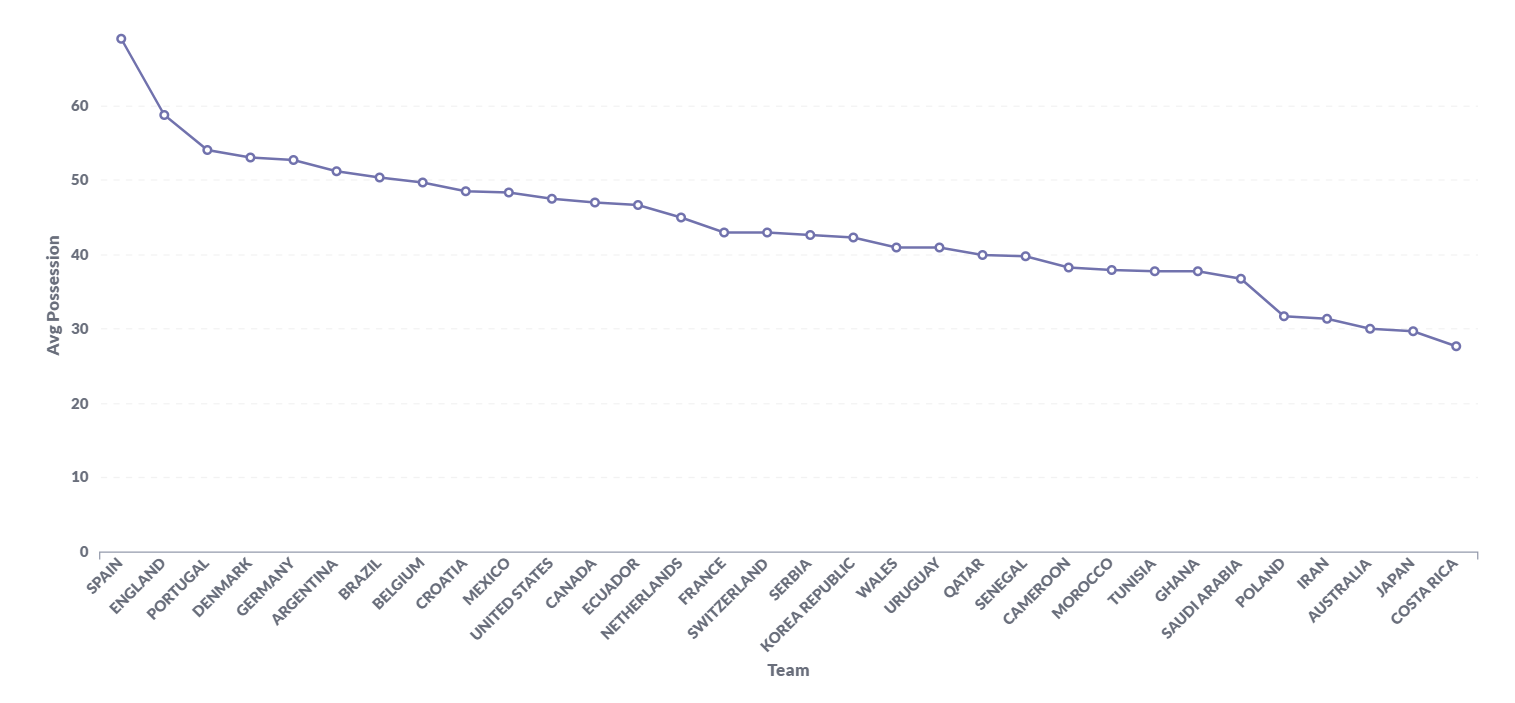 60
50
40
30
20
10
0
Avg Possession
SPAIN
ENGLAND
PORTUGAL
DENMARK
GERMANY
ARGENTINA
BRAZIL
BELGIUM
CROATIA
MEXICO
UNITED STATES
CANADA
ECUADOR
NETHERLANDS
FRANCE
SWITZERLAND
SERBIA
KOREA REPUBLIC
WALES
URUGUAY
QATAR
SENEGAL
CAMEROON
MOROCCO
TUNISIA
GHANA
SAUDI ARABIA
POLAND
IRAN
AUSTRALIA
JAPAN
COSTA RICA
Team